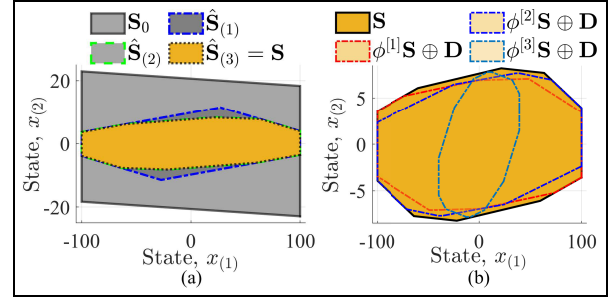 S₀ Ŝ₍₁₎
Ŝ₍₂₎ Ŝ₍₃₎ = S
State, x₍₂₎
20
0
-20
-100 0 100
State, x₍₁₎
(a)
S ϕ[2]S ⊕ D
ϕ[1]S ⊕ D ϕ[3]S ⊕ D
State, x₍₂₎
5
0
-5
-100 0 100
State, x₍₁₎
(b)